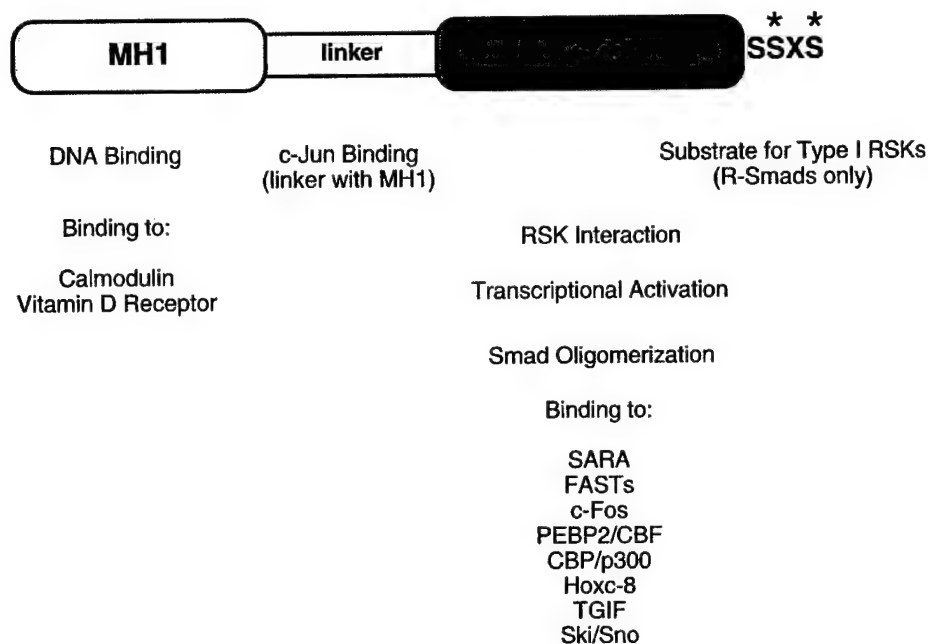 * *
MH1
linker
SSXS
DNA Binding
c-Jun Binding
(linker with MH1)
Substrate for Type I RSKs
(R-Smads only)
Binding to:
Calmodulin
Vitamin D Receptor
RSK Interaction
Transcriptional Activation
Smad Oligomerization
Binding to:
SARA
FASTs
c-Fos
PEBP2/CBF
CBP/p300
Hoxc-8
TGIF
Ski/Sno